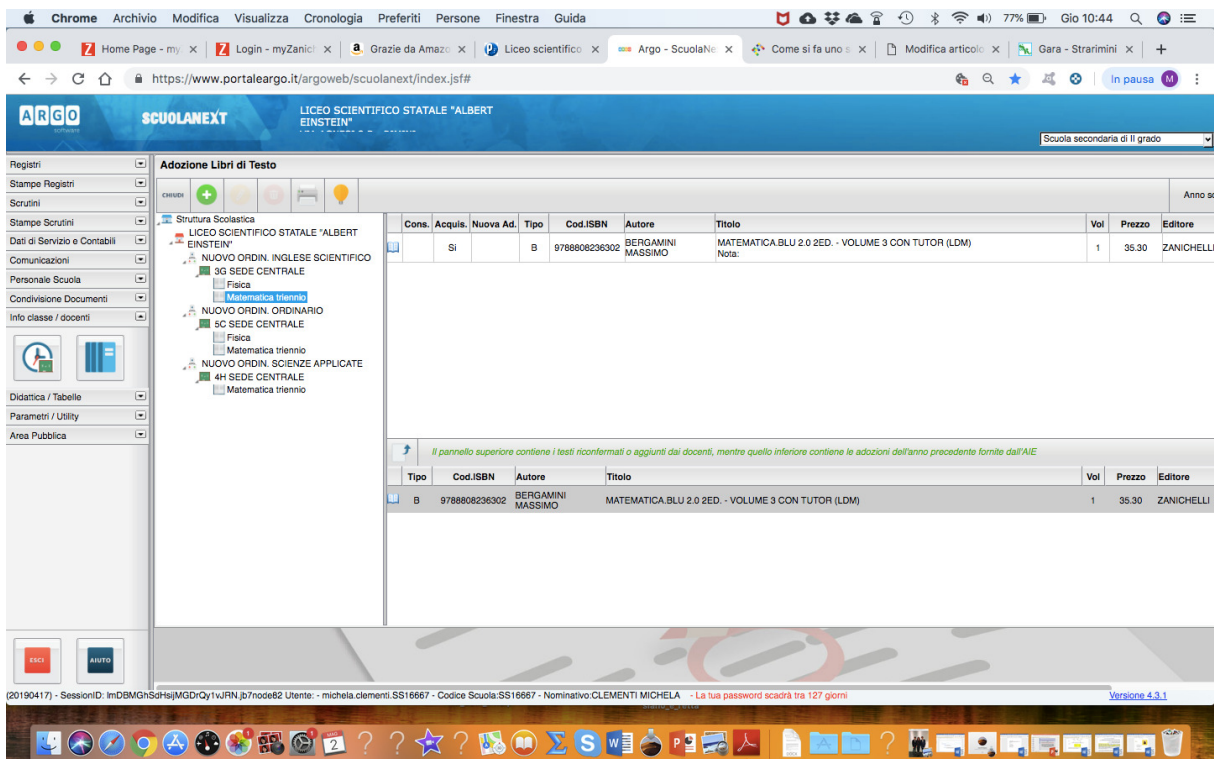 Chrome Archivio Modifica Visualizza Cronologia Preferiti Persone Finestra Guida 77% Gio 10:44
Home Page - my. Login - myZanich Grazie da Amazo Liceo scientifico Argo - ScuolaNe Come si fa uno s Modifica articolo Gara - Strarimini
https://www.portaleargo.it/argoweb/scuolanext/index.jsf# In pausa M
ARGO software SCUOLANEXT LICEO SCIENTIFICO STATALE "ALBERT
EINSTEIN"
Scuola secondaria di II grado
Registri
Stampe Registri
Scrutini
Stampe Scrutini
Dati di Servizio e Contabili
Comunicazioni
Personale Scuola
Condivisione Documenti
Info classe / docenti
Didattica / Tabelle
Parametri / Utility
Area Pubblica
ESCI AIUTO
Adozione Libri di Testo
CHIUDI Anno sc
Struttura Scolastica
LICEO SCIENTIFICO STATALE "ALBERT
EINSTEIN"
NUOVO ORDIN. INGLESE SCIENTIFICO
3G SEDE CENTRALE
Fisica
Matematica triennio
NUOVO ORDIN. ORDINARIO
5C SEDE CENTRALE
Fisica
Matematica triennio
NUOVO ORDIN. SCIENZE APPLICATE
4H SEDE CENTRALE
Matematica triennio
Cons. Acquis. Nuova Ad. Tipo Cod.ISBN Autore Titolo Vol Prezzo Editore
Si B 9788808236302 BERGAMINI MASSIMO MATEMATICA.BLU 2.0 2ED. - VOLUME 3 CON TUTOR (LDM) 1 35.30 ZANICHELLI
Nota:
Il pannello superiore contiene i testi riconfermati o aggiunti dai docenti, mentre quello inferiore contiene le adozioni dell'anno precedente fornite dall'AIE
Tipo Cod.ISBN Autore Titolo Vol Prezzo Editore
B 9788808236302 BERGAMINI MASSIMO MATEMATICA.BLU 2.0 2ED. - VOLUME 3 CON TUTOR (LDM) 1 35.30 ZANICHELLI
(20190417) - SessionID: Utente: - michela.clementi.SS16667 - Codice Scuola:SS16667 - Nominativo:CLEMENTI MICHELA - La tua password scadrà tra 127 giorni Versione 4.3.1